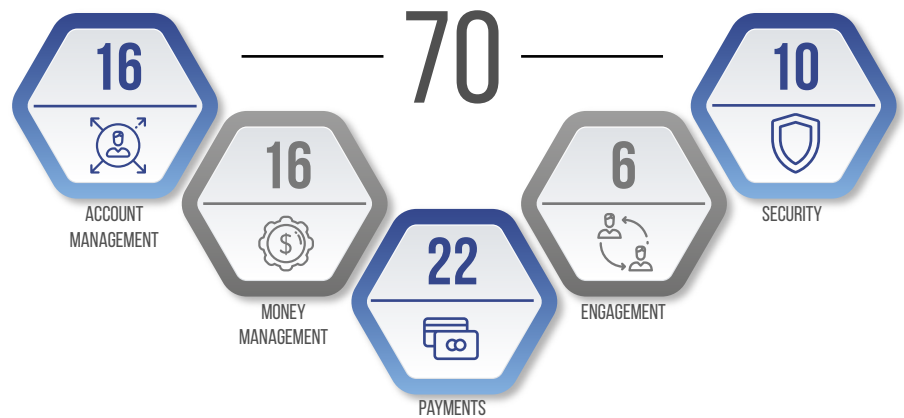 70
16
ACCOUNT
MANAGEMENT
16
$
MONEY
MANAGEMENT
22
PAYMENTS
6
ENGAGEMENT
10
SECURITY